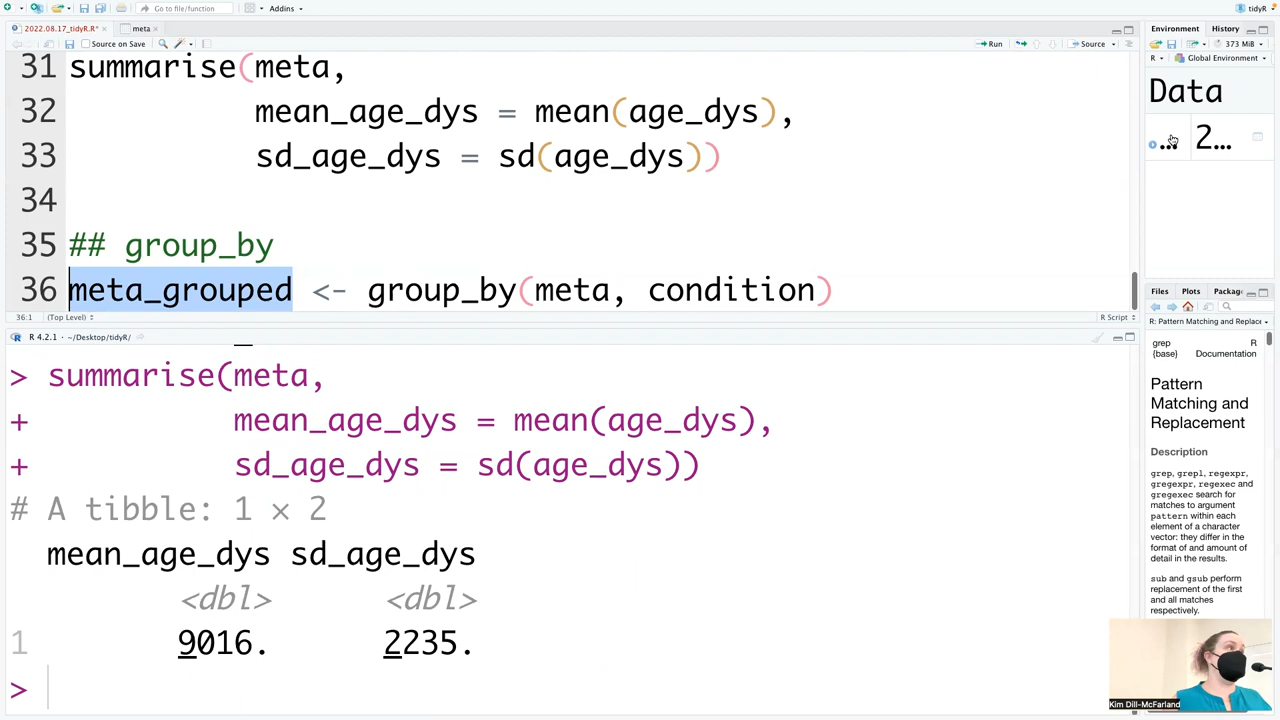 Go to file/function
Addins
tidyR
2022.08.17_tidyR.R*
meta
Source on Save
Run
Source
31 summarise(meta,
32 mean_age_dys = mean(age_dys),
33 sd_age_dys = sd(age_dys))
34
35 ## group_by
36 meta_grouped <- group_by(meta, condition)
36:1 (Top Level)
R Script
R 4.2.1 · ~/Desktop/tidyR/
> summarise(meta,
+ mean_age_dys = mean(age_dys),
+ sd_age_dys = sd(age_dys))
# A tibble: 1 × 2
mean_age_dys sd_age_dys
<dbl> <dbl>
1 9016. 2235.
>
Environment History
373 MiB
R Global Environment
Data
... 2...
Files Plots Packag
R: Pattern Matching and Replace
grep {base} R Documentation
Pattern
Matching and
Replacement
Description
grep, grepl, regexpr,
gregexpr, regexec and
gregexec search for
matches to argument
pattern within each
element of a character
vector: they differ in the
format of and amount of
detail in the results.
sub and gsub perform
replacement of the first
and all matches
respectively.
Kim Dill-McFarland